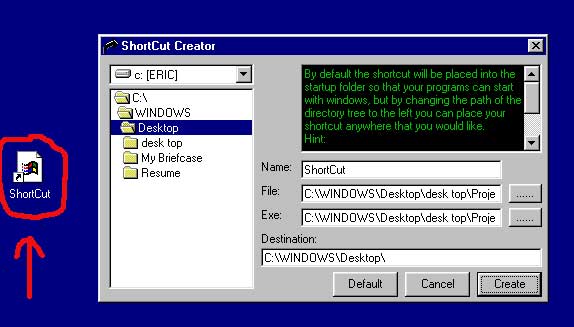 ShortCut Creator
c: [ERIC]
C:\
WINDOWS
Desktop
desk top
My Briefcase
Resume
By default the shortcut will be placed into the
startup folder so that your programs can
start with windows, but by changing the path of the
directory tree to the left you can place your
shortcut anywhere that you would like.
Hint:
Name: ShortCut
File: C:\WINDOWS\Desktop\desk top\Proje ......
Exe: C:\WINDOWS\Desktop\desk top\Proje ......
Destination:
C:\WINDOWS\Desktop\
Default Cancel Create
ShortCut